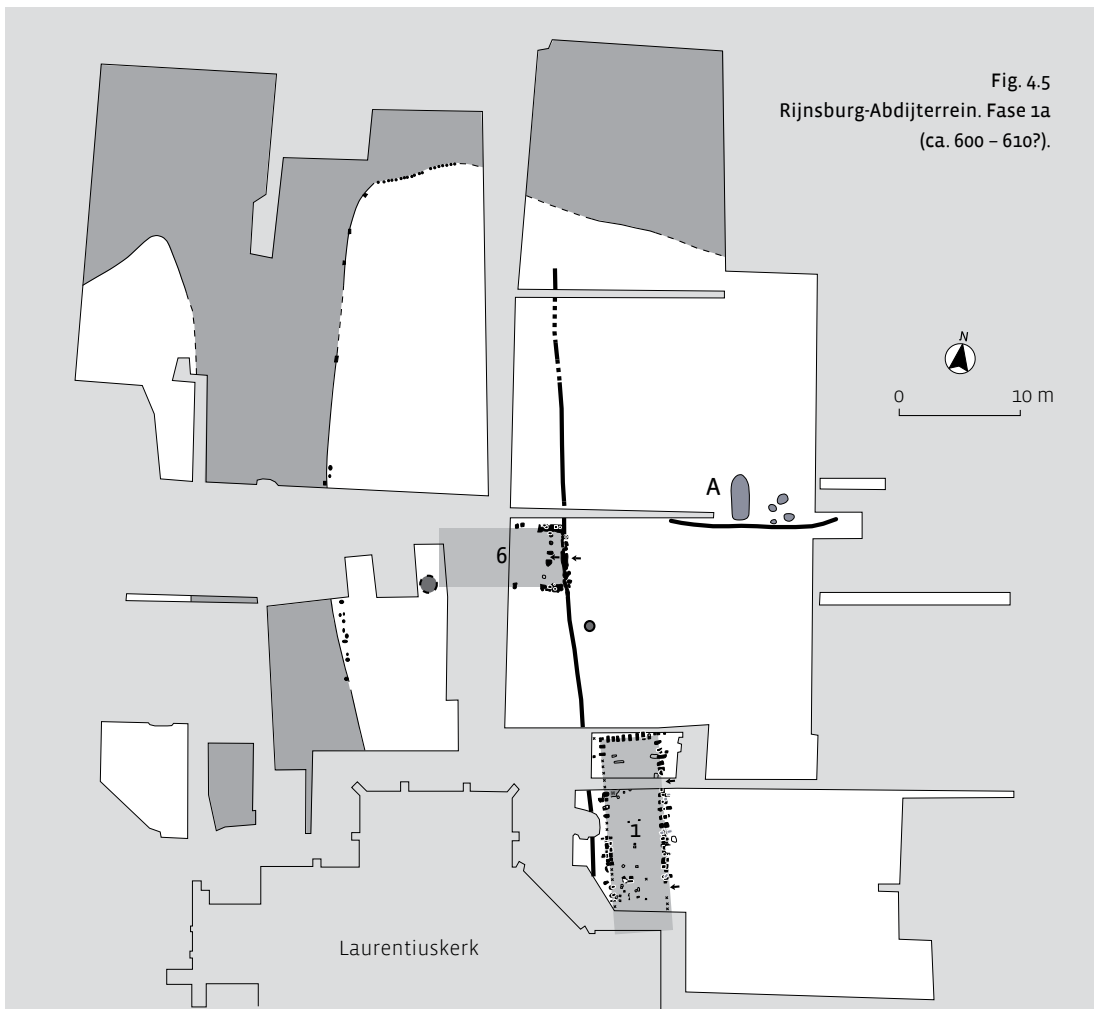 Fig. 4.5
Rijnsburg-Abdijterrein. Fase 1a
(ca. 600 – 610?).
N
0 10 m
A
6
1
Laurentiuskerk